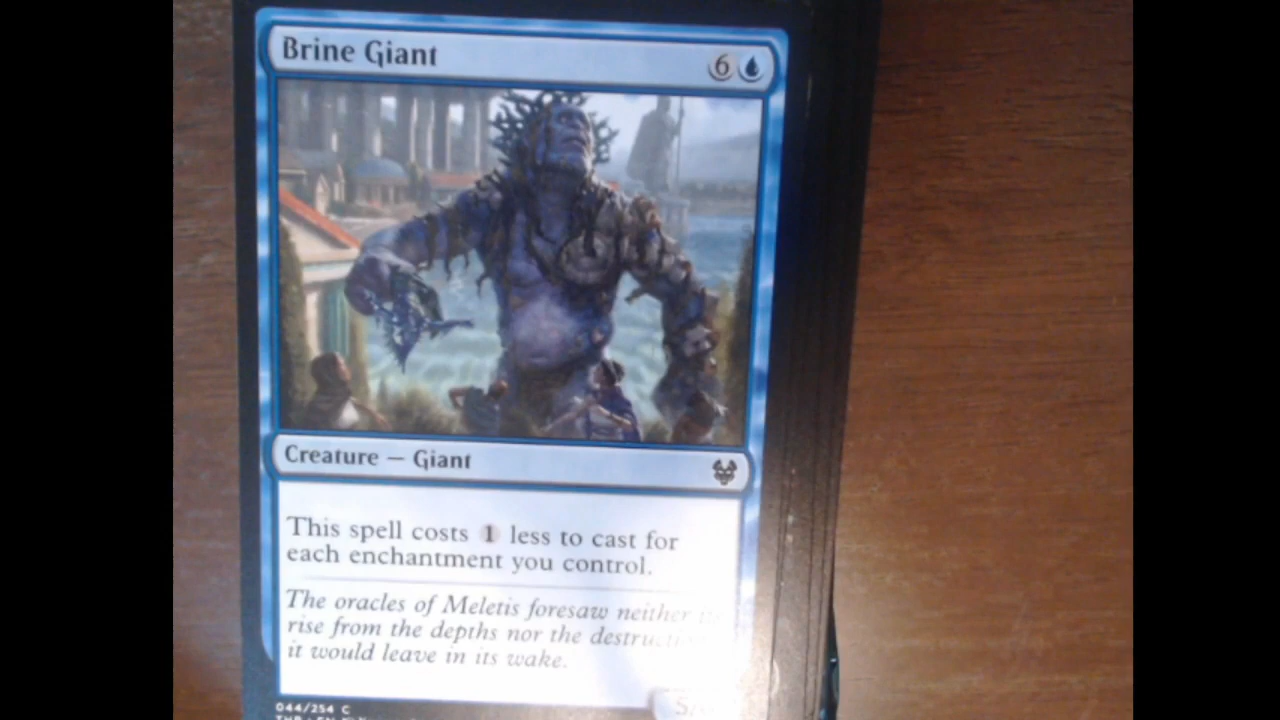 Brine Giant 6
Creature — Giant
This spell costs 1 less to cast for
each enchantment you control.
The oracles of Meletis foresaw neither
rise from the depths nor the
it would leave in its wake.
044/254 C